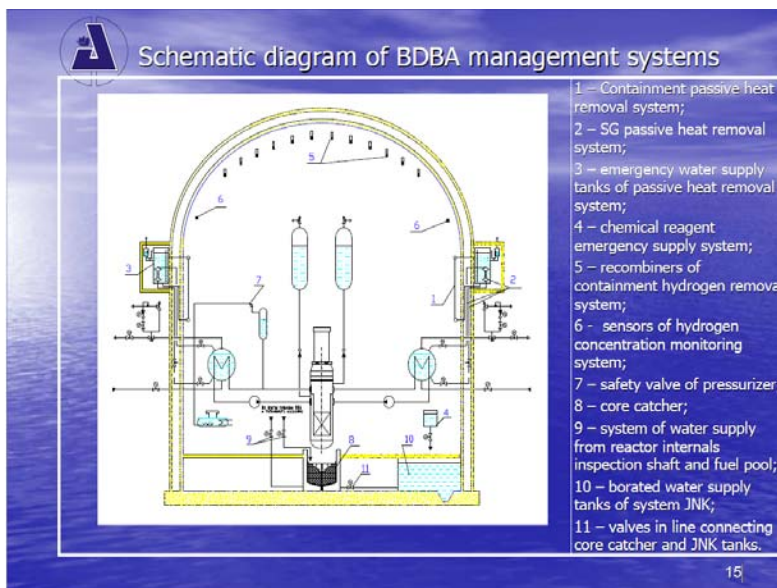 Schematic diagram of BDBA management systems
1 – Containment passive heat
removal system;
2 – SG passive heat removal
system;
3 – emergency water supply
tanks of passive heat removal
system;
4 – chemical reagent
emergency supply system;
5 – recombiners of
containment hydrogen remova
system;
6 - sensors of hydrogen
concentration monitoring
system;
7 – safety valve of pressurizer
8 – core catcher;
9 – system of water supply
from reactor internals
inspection shaft and fuel pool;
10 – borated water supply
tanks of system JNK;
11 – valves in line connecting
core catcher and JNK tanks.
5
6
6
3
7
1
2
4
9
8
10
11
15